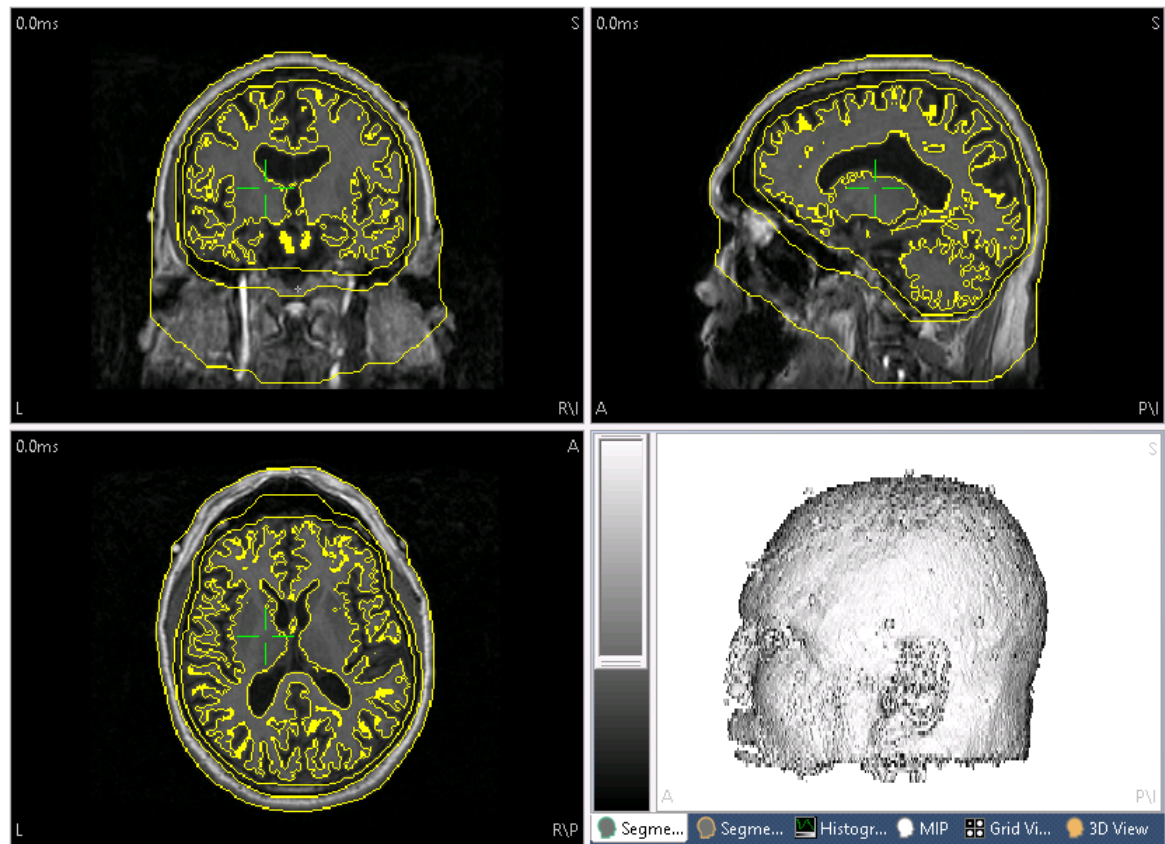 0.0ms S
L R\I
0.0ms S
A P\I
0.0ms A
L R\P
S
A P\I
Segme... Segme... Histogr... MIP Grid Vi... 3D View